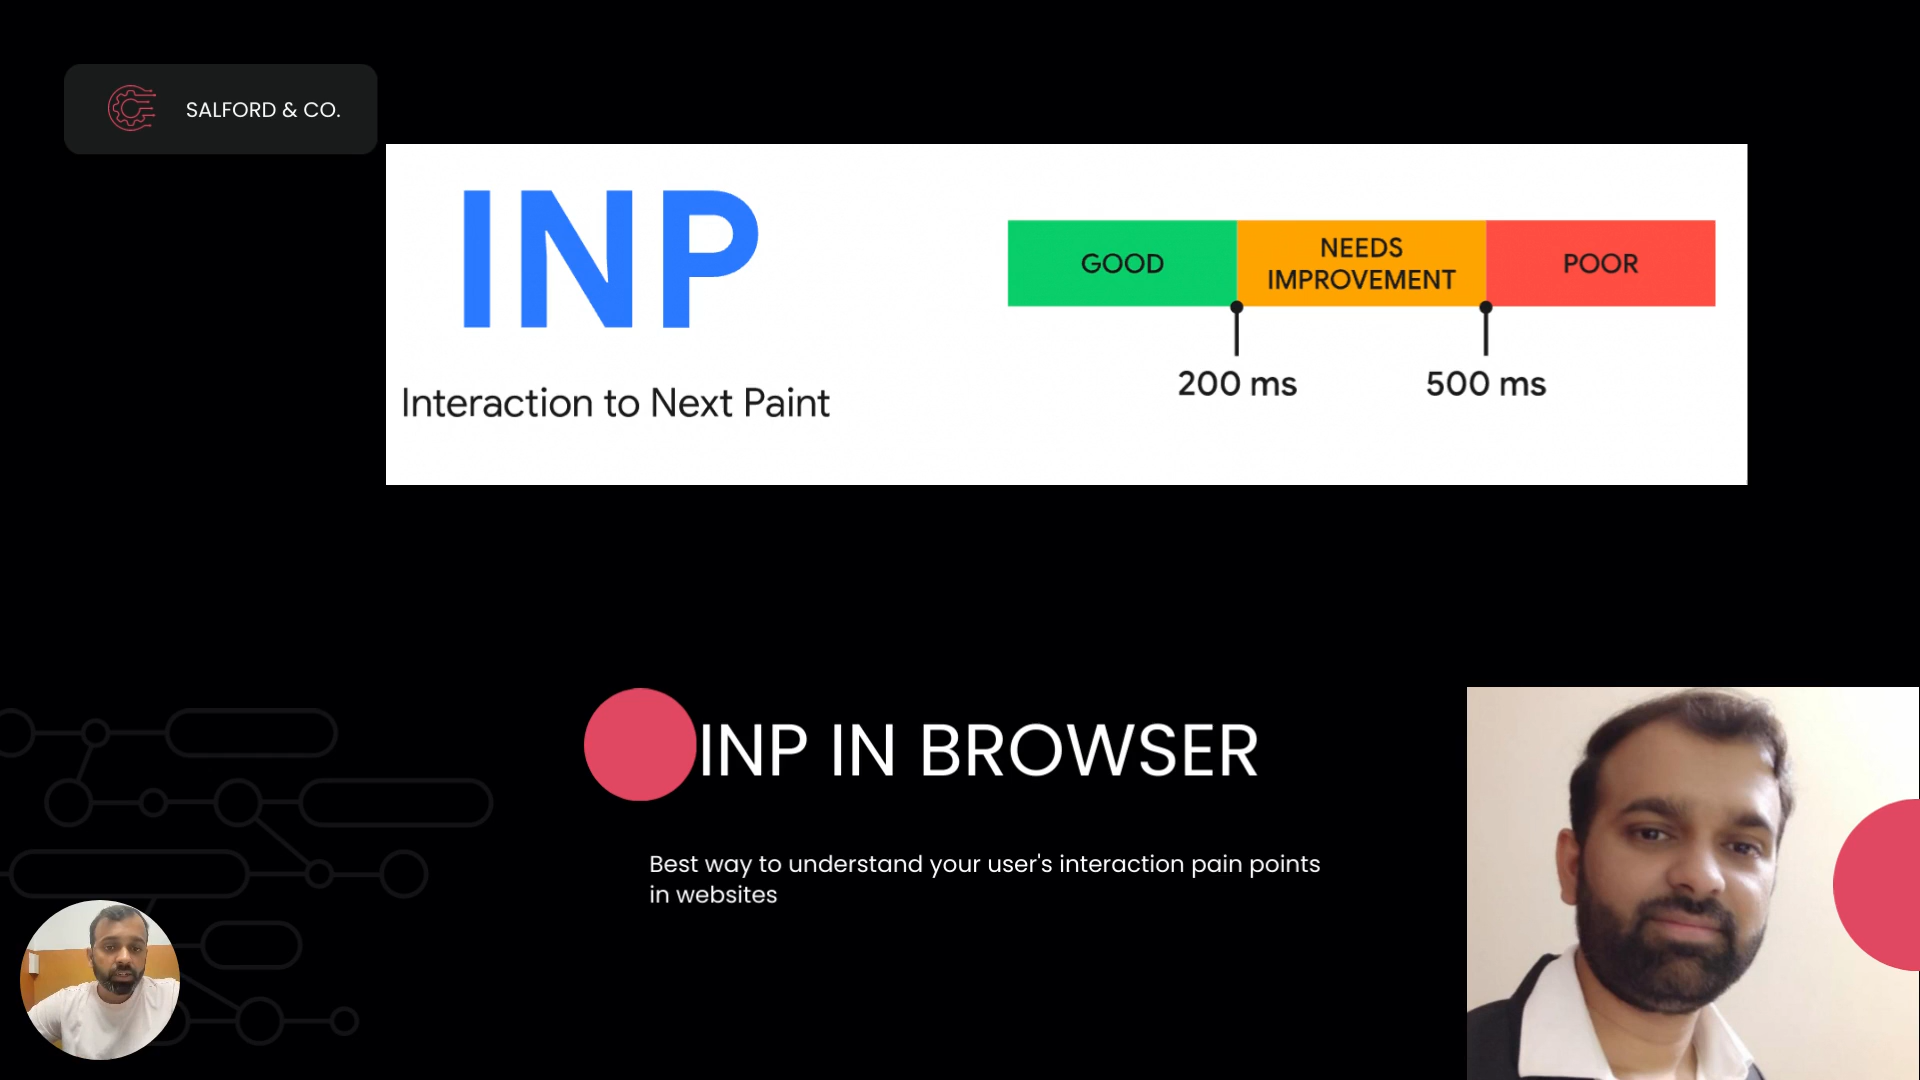 SALFORD & CO.
INP
Interaction to Next Paint
GOOD
NEEDS
IMPROVEMENT
POOR
200 ms
500 ms
INP IN BROWSER
Best way to understand your user's interaction pain points
in websites